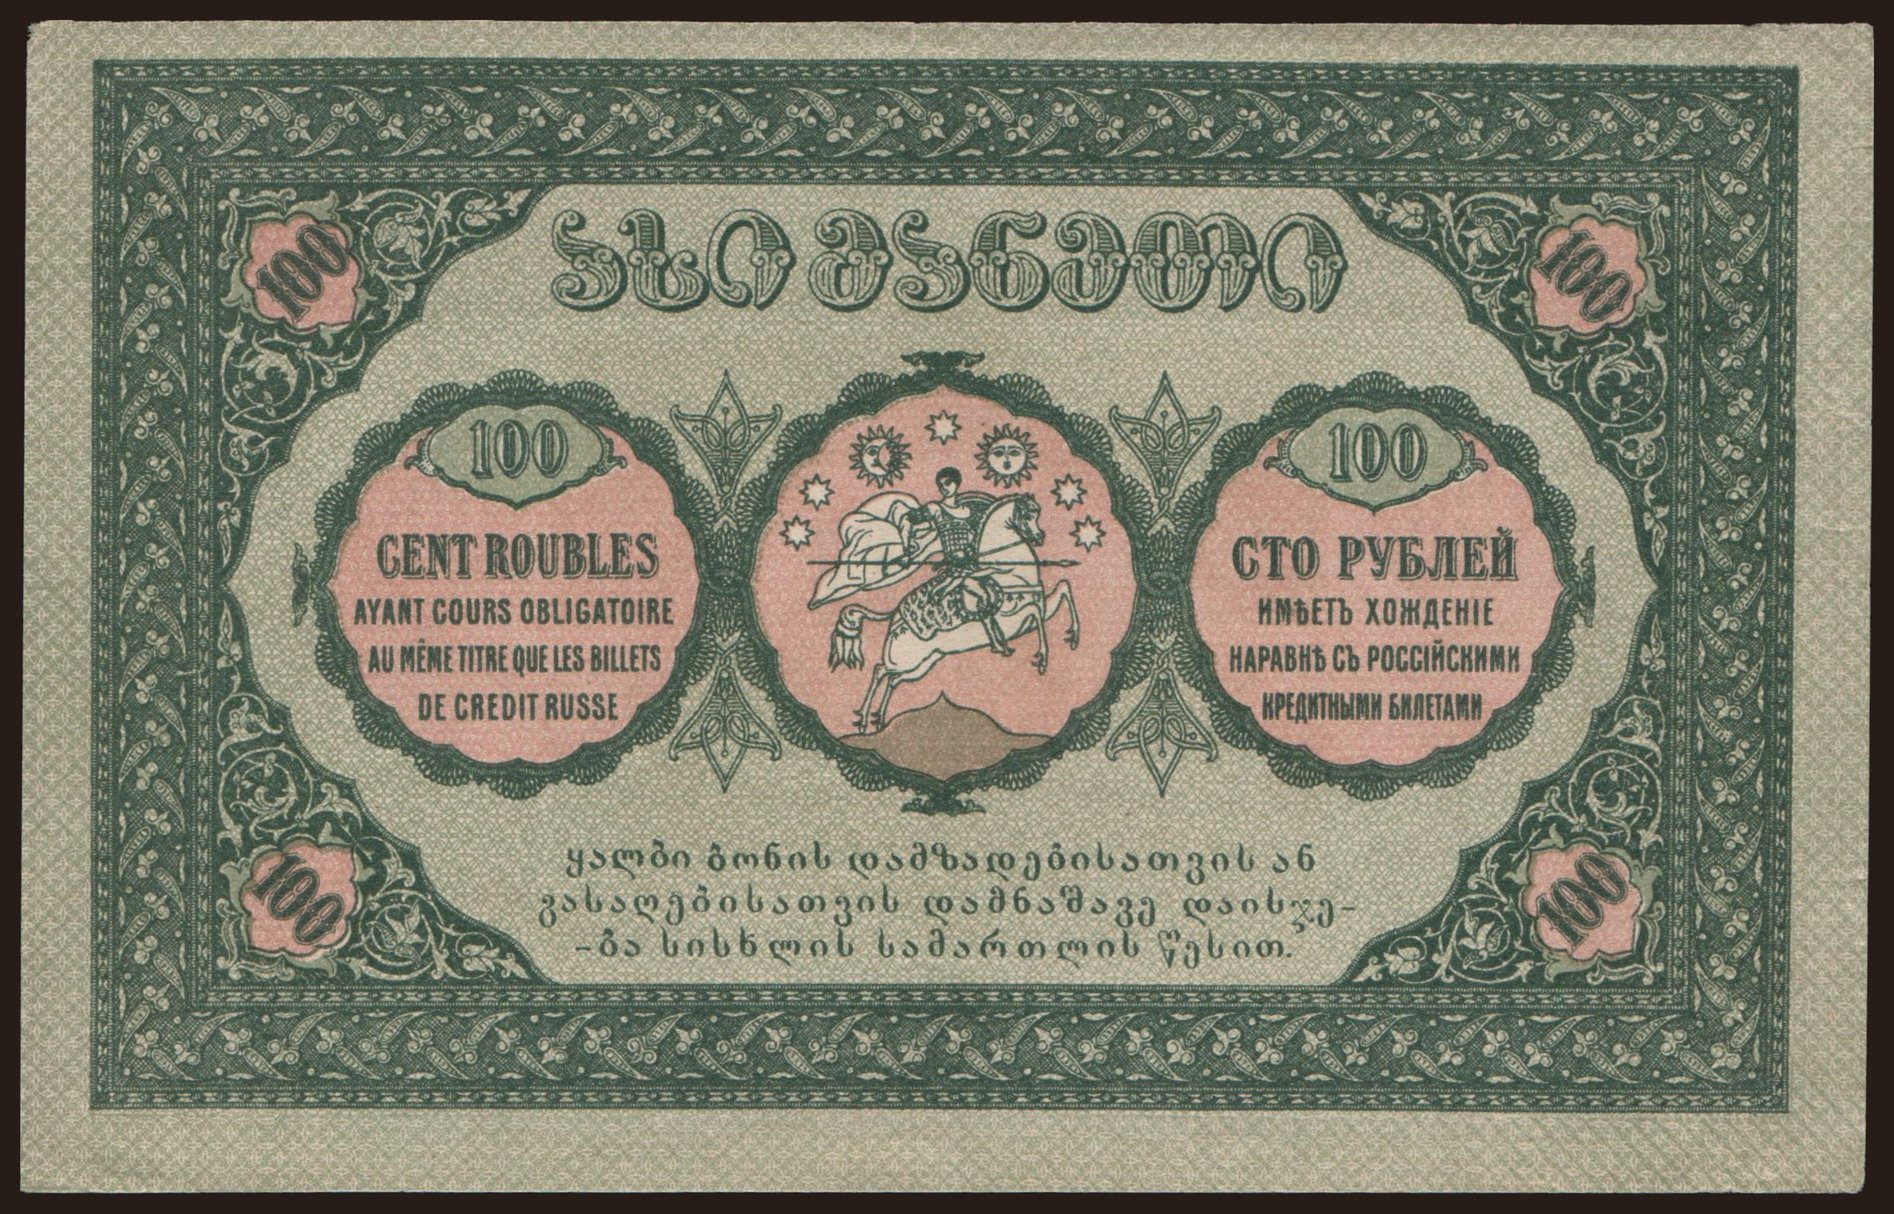 ასი მანეთი
100
100
100
100
CENT ROUBLES
AYANT COURS OBLIGATOIRE
AU MÊME TITRE QUE LES BILLETS
DE CREDIT RUSSE
СТО РУБЛЕЙ
ИМѢЕТЪ ХОЖДЕНІЕ
НАРАВНѢ СЪ РОССІЙСКИМИ
КРЕДИТНЫМИ БИЛЕТАМИ
ყალბი ბონის დამზადებისათვის ან
გასაღებისათვის დამნაშავე დაისჯე-
-ბა სისხლის სამართლის წესით.
100
100